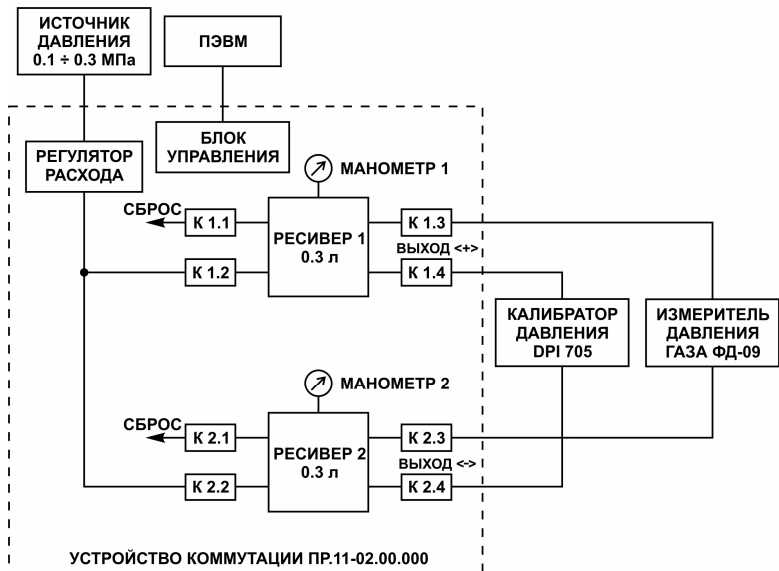 ИСТОЧНИК
ДАВЛЕНИЯ
0.1 ÷ 0.3 МПа
ПЭВМ
БЛОК
УПРАВЛЕНИЯ
РЕГУЛЯТОР
РАСХОДА
МАНОМЕТР 1
СБРОС
К 1.1
К 1.2
РЕСИВЕР 1
0.3 л
К 1.3
ВЫХОД <+>
К 1.4
КАЛИБРАТОР
ДАВЛЕНИЯ
DPI 705
ИЗМЕРИТЕЛЬ
ДАВЛЕНИЯ
ГАЗА ФД-09
МАНОМЕТР 2
СБРОС
К 2.1
К 2.2
РЕСИВЕР 2
0.3 л
К 2.3
ВЫХОД <->
К 2.4
УСТРОЙСТВО КОММУТАЦИИ ПР.11-02.00.000